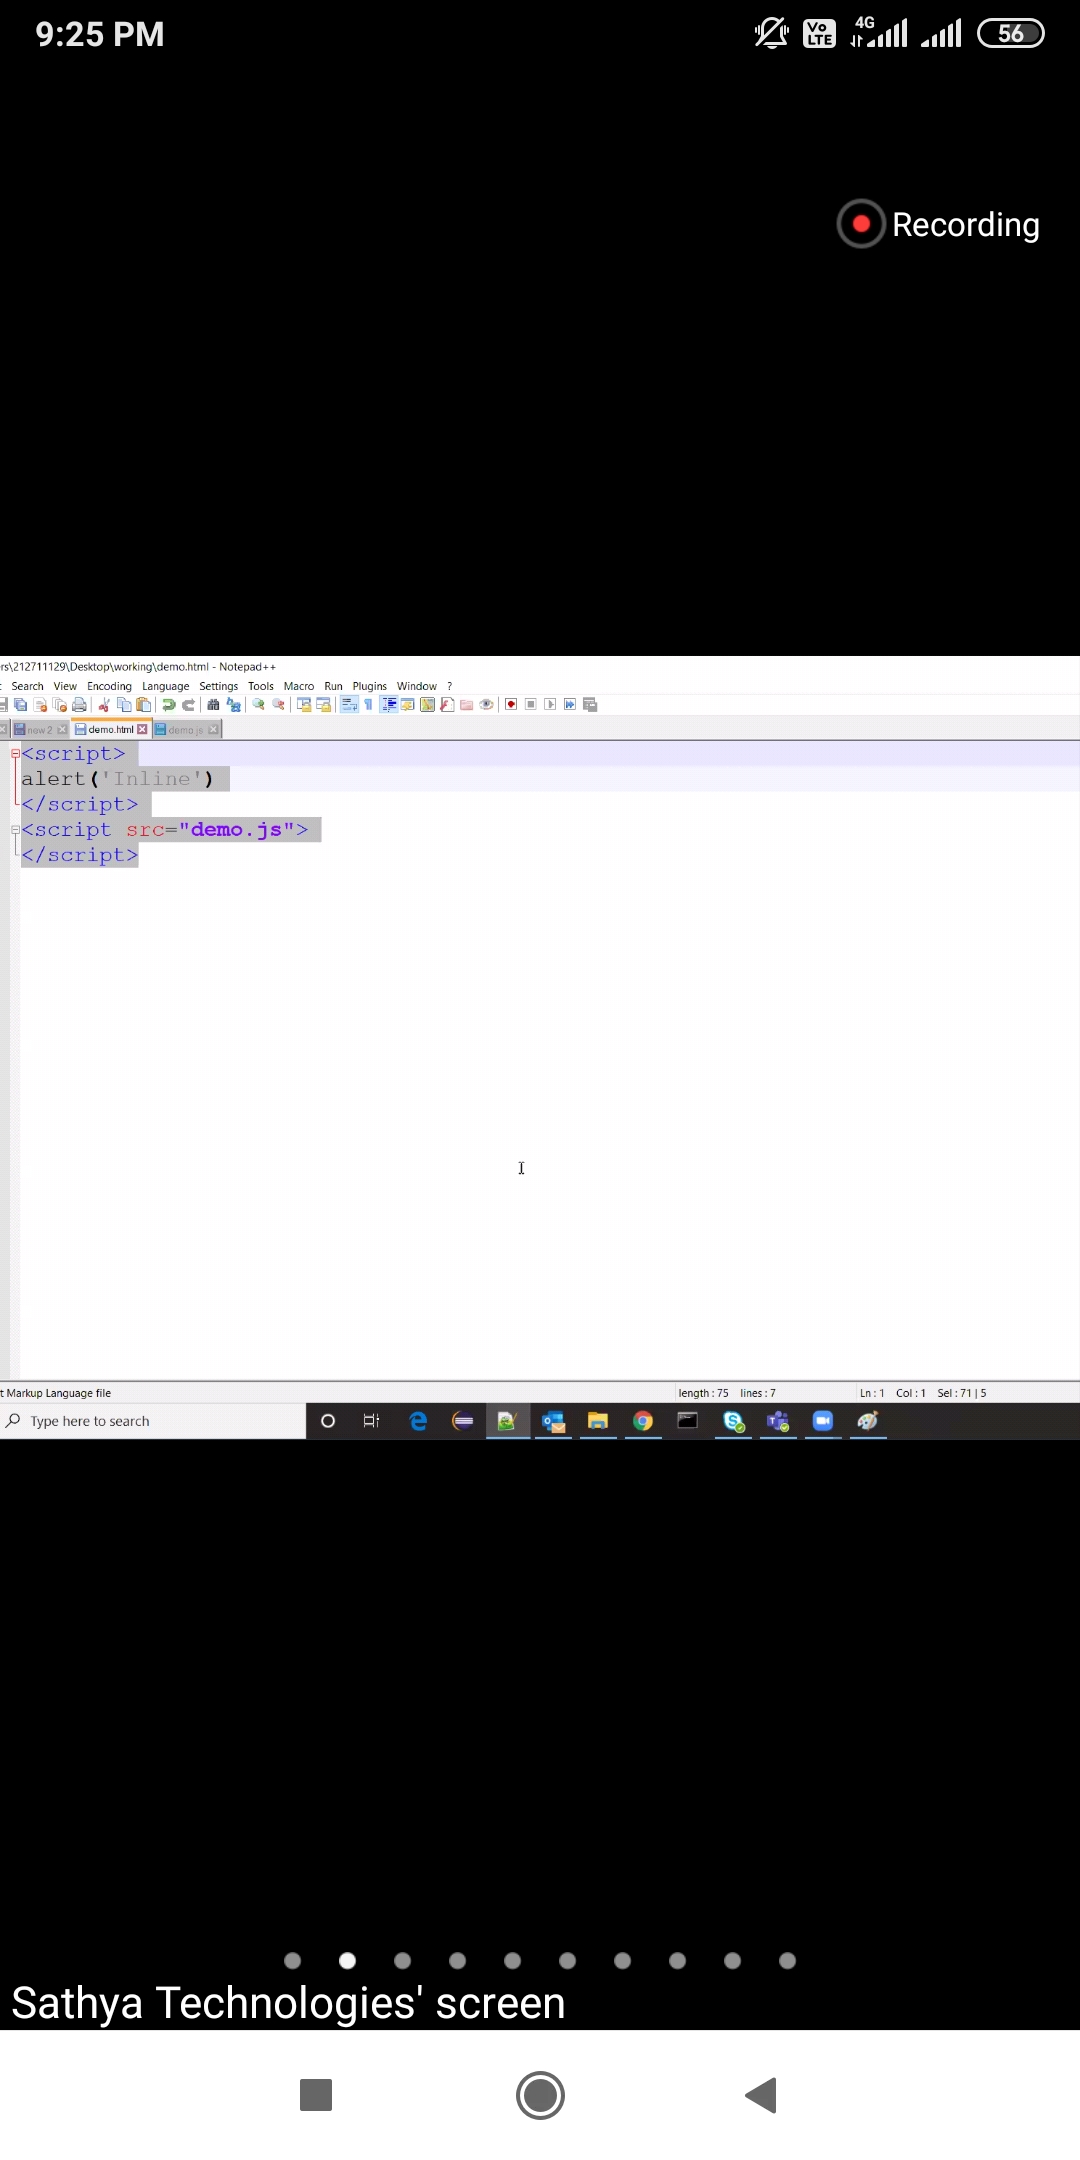 9:25 PM
Vo LTE
4G
56
Recording
rs\212711129\Desktop\working\demo.html - Notepad++
Search View Encoding Language Settings Tools Macro Run Plugins Window ?
new 2 demo.html demo.js
<script>
alert('Inline')
</script>
<script src="demo.js">
</script>
t Markup Language file length : 75 lines : 7 Ln : 1 Col : 1 Sel : 71 | 5
Type here to search
Sathya Technologies' screen